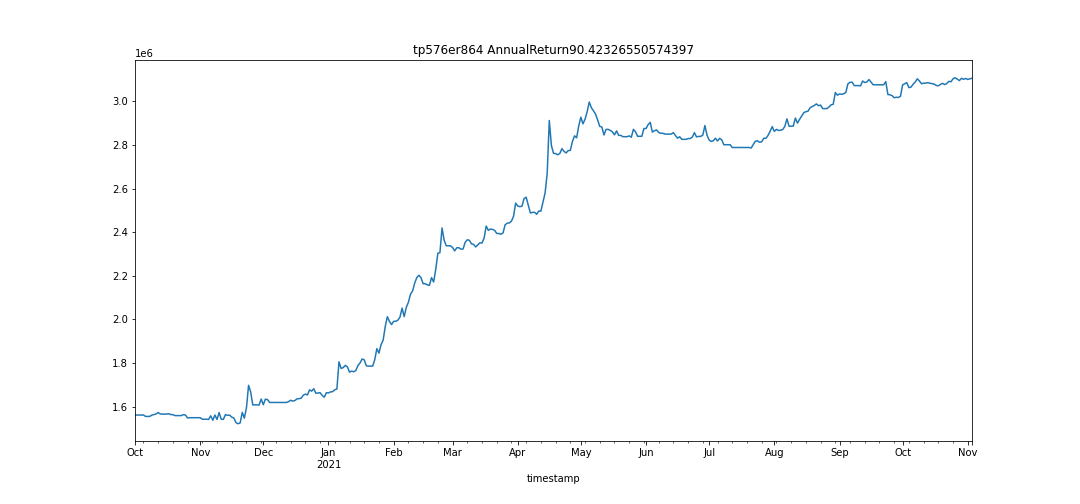 tp576er864 AnnualReturn90.42326550574397
1e6
3.0
2.8
2.6
2.4
2.2
2.0
1.8
1.6
Oct Nov Dec Jan Feb Mar Apr May Jun Jul Aug Sep Oct Nov
2021
timestamp